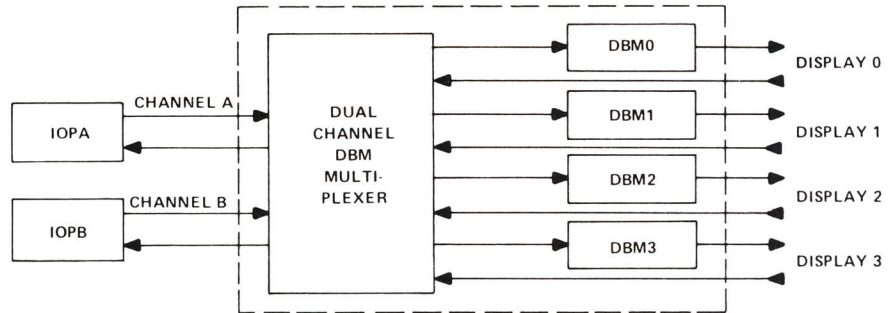 CHANNEL A
IOPA
CHANNEL B
IOPB
DUAL
CHANNEL
DBM
MULTI-
PLEXER
DBM0
DISPLAY 0
DBM1
DISPLAY 1
DBM2
DISPLAY 2
DBM3
DISPLAY 3